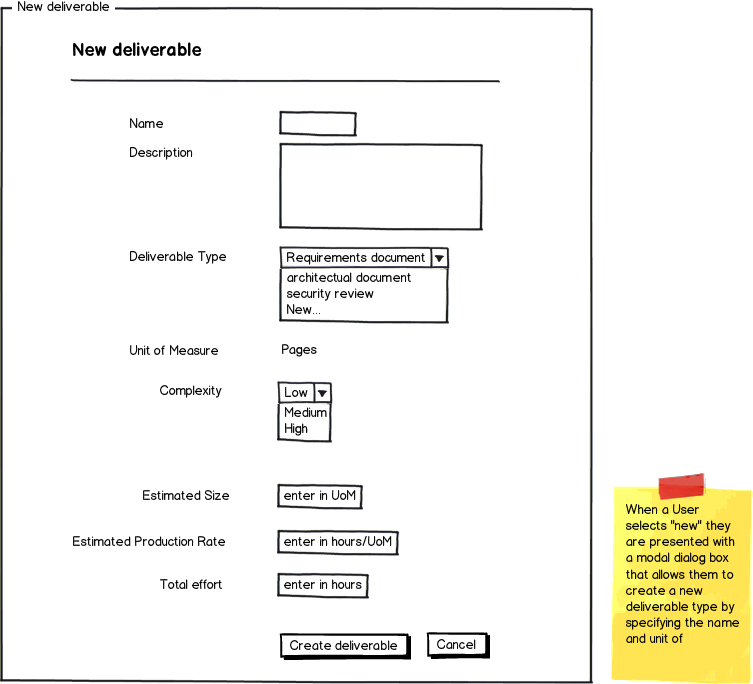 New deliverable
New deliverable
Name
Description
Deliverable Type
Requirements document
architectual document
security review
New...
Unit of Measure
Pages
Complexity
Low
Medium
High
Estimated Size
enter in UoM
Estimated Production Rate
enter in hours/UoM
Total effort
enter in hours
Create deliverable
Cancel
When a User
selects "new" they
are presented with
a modal dialog box
that allows them to
create a new
deliverable type by
specifying the name
and unit of